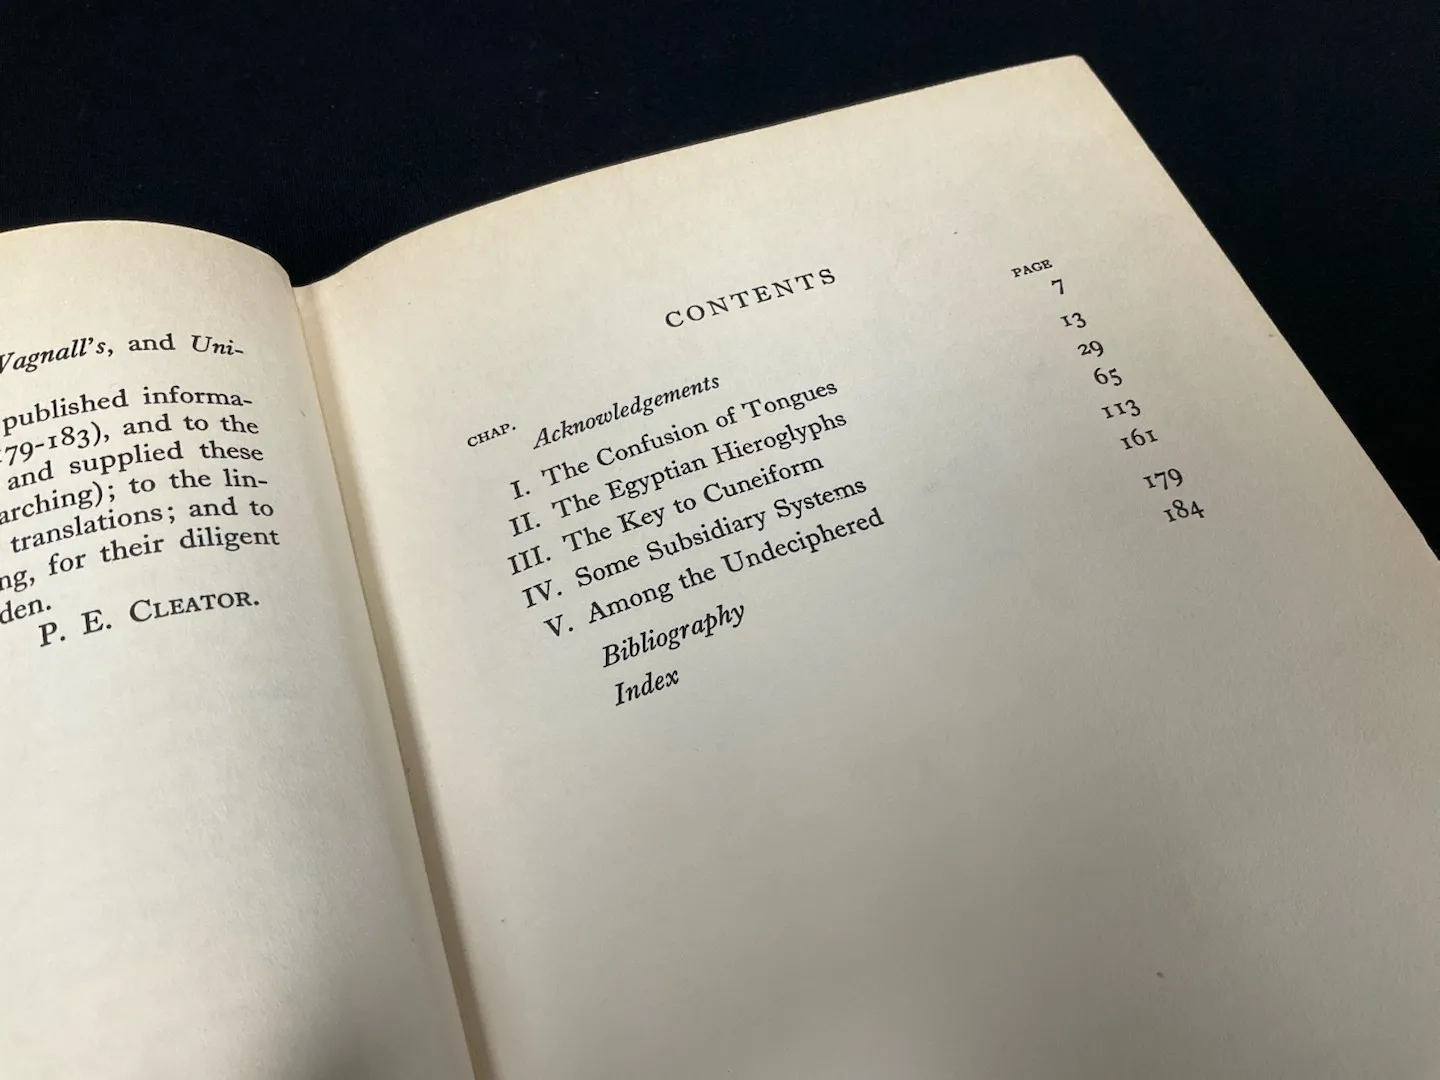 Vagnall's, and Uni-
published informa-
79-183), and to the
and supplied these
arching); to the lin-
translations; and to
ng, for their diligent
den.
P. E. CLEATOR.
CONTENTS
CHAP. PAGE
Acknowledgements 7
I. The Confusion of Tongues 13
II. The Egyptian Hieroglyphs 29
III. The Key to Cuneiform 65
IV. Some Subsidiary Systems 113
V. Among the Undeciphered 161
Bibliography 179
Index 184